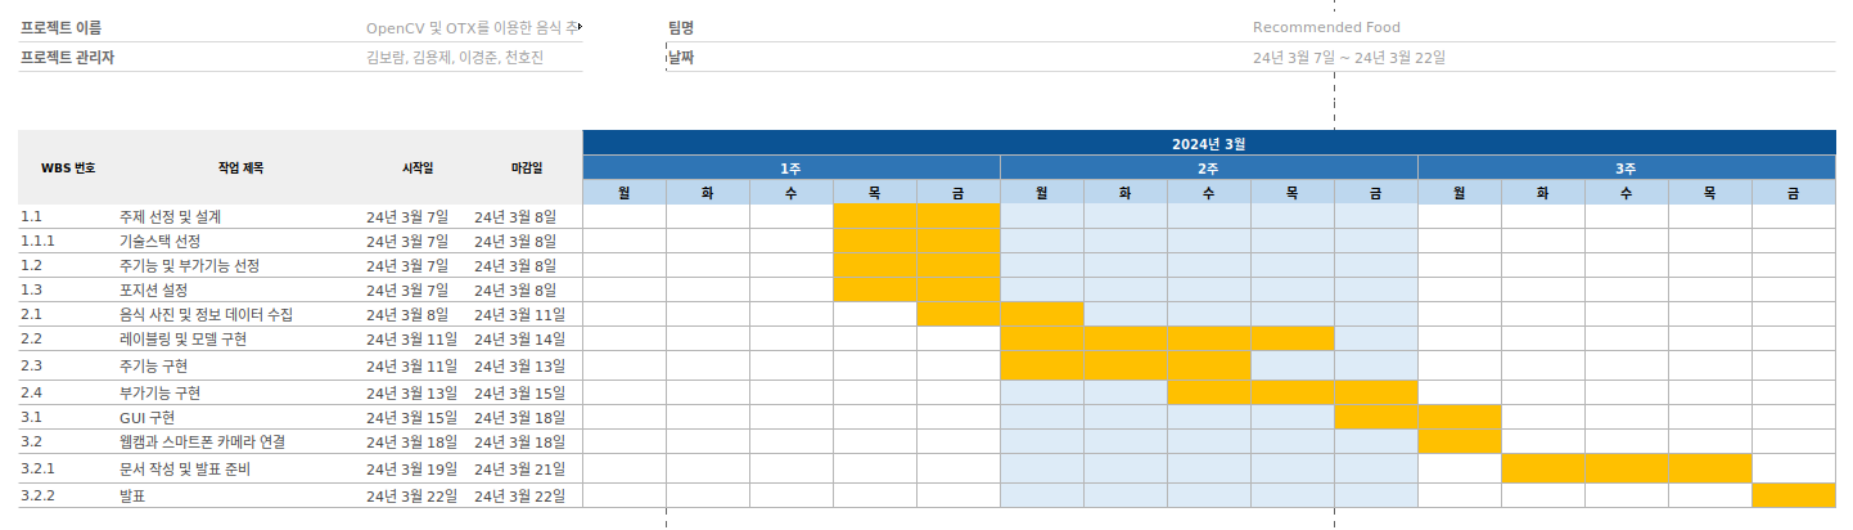 프로젝트 이름 OpenCV 및 OTX를 이용한 음식 추 팀명 Recommended Food
프로젝트 관리자 김보람, 김용제, 이경준, 천호진 날짜 24년 3월 7일 ~ 24년 3월 22일
2024년 3월
WBS 번호 작업 제목 시작일 마감일 1주 2주 3주
월 화 수 목 금 월 화 수 목 금 월 화 수 목 금
1.1 주제 선정 및 설계 24년 3월 7일 24년 3월 8일
1.1.1 기술스택 선정 24년 3월 7일 24년 3월 8일
1.2 주기능 및 부가기능 선정 24년 3월 7일 24년 3월 8일
1.3 포지션 설정 24년 3월 7일 24년 3월 8일
2.1 음식 사진 및 정보 데이터 수집 24년 3월 8일 24년 3월 11일
2.2 레이블링 및 모델 구현 24년 3월 11일 24년 3월 14일
2.3 주기능 구현 24년 3월 11일 24년 3월 13일
2.4 부가기능 구현 24년 3월 13일 24년 3월 15일
3.1 GUI 구현 24년 3월 15일 24년 3월 18일
3.2 웹캠과 스마트폰 카메라 연결 24년 3월 18일 24년 3월 18일
3.2.1 문서 작성 및 발표 준비 24년 3월 19일 24년 3월 21일
3.2.2 발표 24년 3월 22일 24년 3월 22일